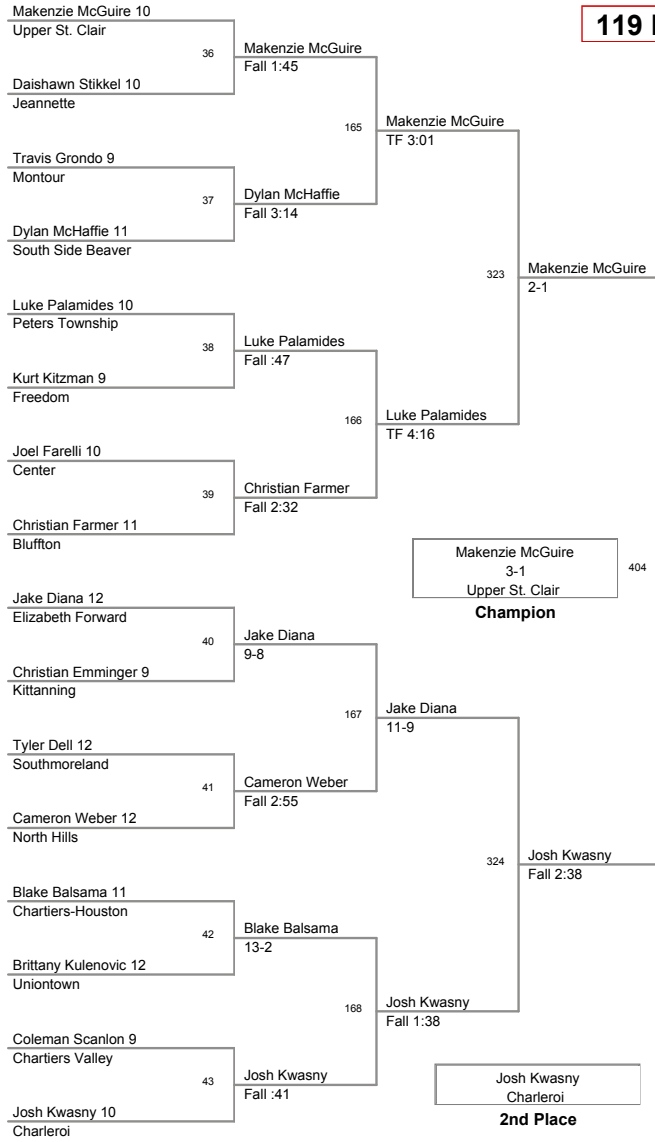 Makenzie McGuire 10
Upper St. Clair
119
36
Makenzie McGuire
Fall 1:45
Daishawn Stikkel 10
Jeannette
165
Makenzie McGuire
TF 3:01
Travis Grondo 9
Montour
37
Dylan McHaffie
Fall 3:14
Dylan McHaffie 11
South Side Beaver
323
Makenzie McGuire
2-1
Luke Palamides 10
Peters Township
38
Luke Palamides
Fall :47
Kurt Kitzman 9
Freedom
166
Luke Palamides
TF 4:16
Joel Farelli 10
Center
39
Christian Farmer
Fall 2:32
Christian Farmer 11
Bluffton
Makenzie McGuire
3-1
Upper St. Clair
404
Champion
Jake Diana 12
Elizabeth Forward
40
Jake Diana
9-8
Christian Emminger 9
Kittanning
167
Jake Diana
11-9
Tyler Dell 12
Southmoreland
41
Cameron Weber
Fall 2:55
Cameron Weber 12
North Hills
324
Josh Kwasny
Fall 2:38
Blake Balsama 11
Chartiers-Houston
42
Blake Balsama
13-2
Brittany Kulenovic 12
Uniontown
168
Josh Kwasny
Fall 1:38
Coleman Scanlon 9
Chartiers Valley
43
Josh Kwasny
Fall :41
Josh Kwasny 10
Charleroi
Josh Kwasny
Charleroi
2nd Place